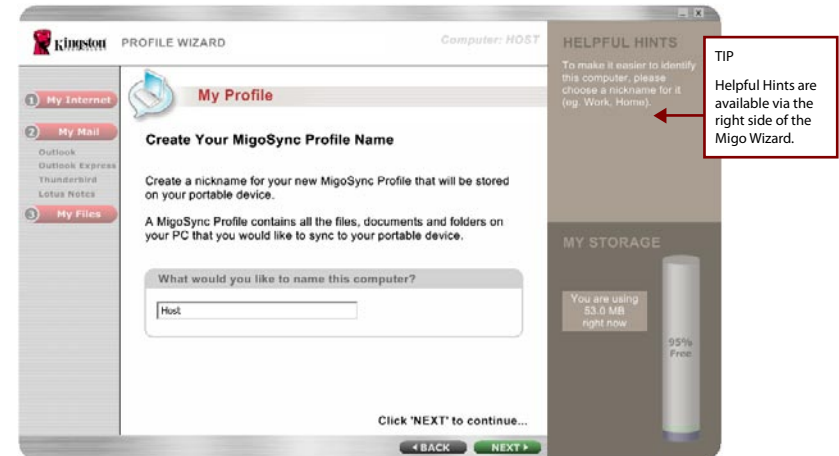 Kingston
PROFILE WIZARD
Computer: HOST
1 My Internet
2 My Mail
Outlook
Outlook Express
Thunderbird
Lotus Notes
3 My Files
My Profile
Create Your MigoSync Profile Name
Create a nickname for your new MigoSync Profile that will be stored
on your portable device.
A MigoSync Profile contains all the files, documents and folders on
your PC that you would like to sync to your portable device.
What would you like to name this computer?
Host
Click 'NEXT' to continue...
BACK
NEXT
HELPFUL HINTS
To make it easier to identify
this computer, please
choose a nickname for it
(eg. Work, Home).
MY STORAGE
You are using
53.0 MB
right now
95%
Free
TIP
Helpful Hints are
available via the
right side of the
Migo Wizard.